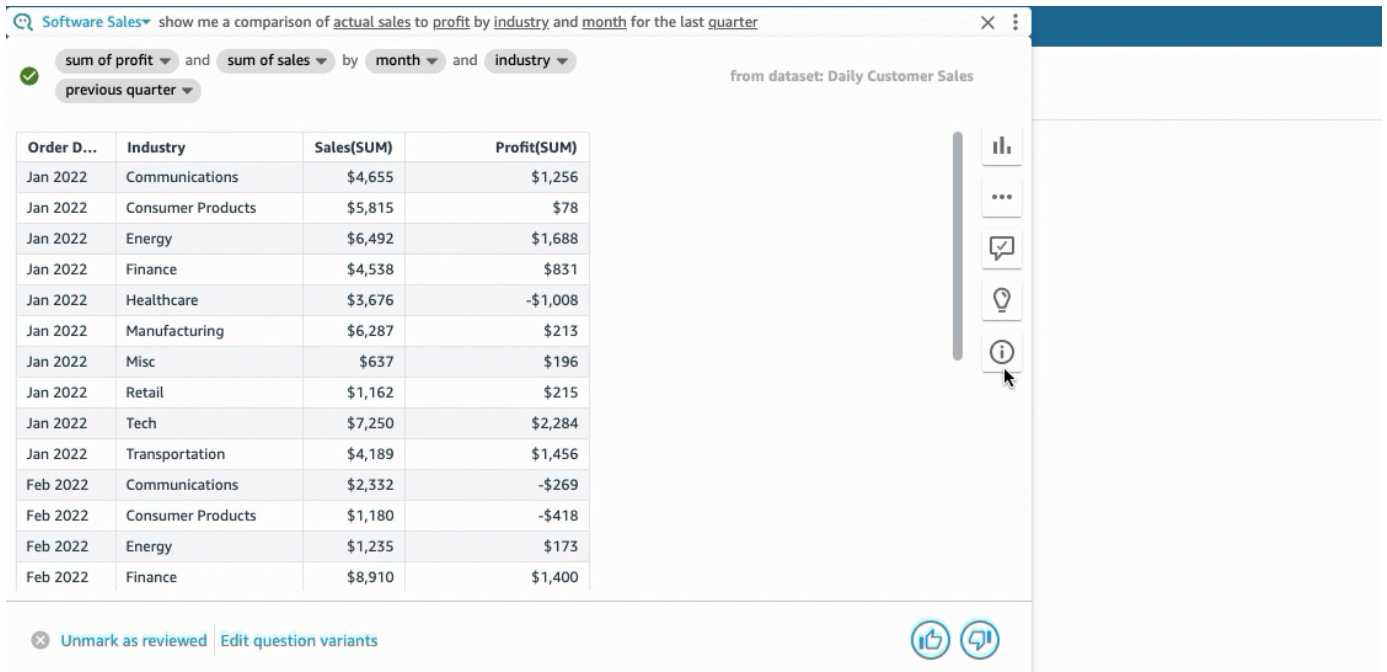 Software Sales show me a comparison of actual sales to profit by industry and month for the last quarter
sum of profit and sum of sales by month and industry
previous quarter
from dataset: Daily Customer Sales
Order D... Industry Sales(SUM) Profit(SUM)
Jan 2022 Communications $4,655 $1,256
Jan 2022 Consumer Products $5,815 $78
Jan 2022 Energy $6,492 $1,688
Jan 2022 Finance $4,538 $831
Jan 2022 Healthcare $3,676 -$1,008
Jan 2022 Manufacturing $6,287 $213
Jan 2022 Misc $637 $196
Jan 2022 Retail $1,162 $215
Jan 2022 Tech $7,250 $2,284
Jan 2022 Transportation $4,189 $1,456
Feb 2022 Communications $2,332 -$269
Feb 2022 Consumer Products $1,180 -$418
Feb 2022 Energy $1,235 $173
Feb 2022 Finance $8,910 $1,400
Unmark as reviewed Edit question variants